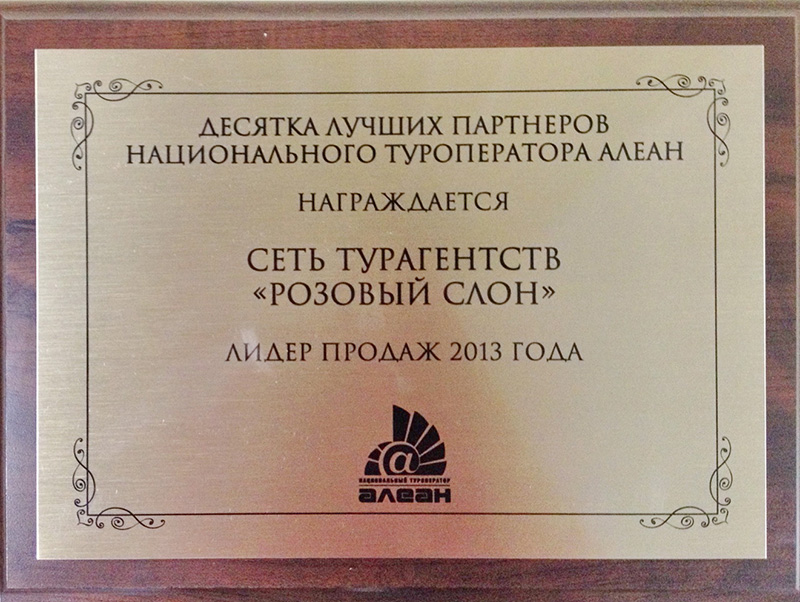 ДЕСЯТКА ЛУЧШИХ ПАРТНЕРОВ
НАЦИОНАЛЬНОГО ТУРОПЕРАТОРА АЛЕАН
НАГРАЖДАЕТСЯ
СЕТЬ ТУРАГЕНТСТВ
«РОЗОВЫЙ СЛОН»
ЛИДЕР ПРОДАЖ 2013 ГОДА
@
НАЦИОНАЛЬНЫЙ ТУРОПЕРАТОР
алеан